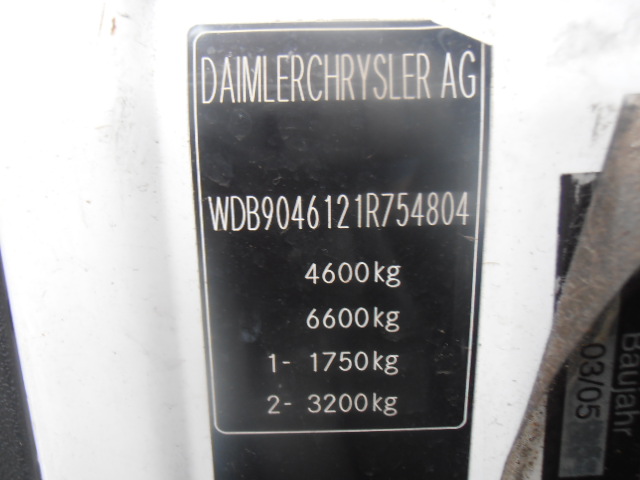 DAIMLERCHRYSLER AG
WDB9046121R754804
4600kg
6600kg
1- 1750kg
2- 3200kg
Baujahr
03/05